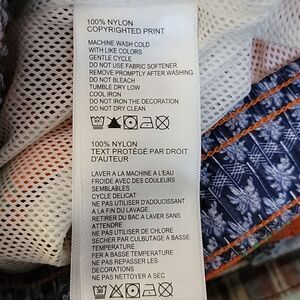 100% NYLON
COPYRIGHTED PRINT
MACHINE WASH COLD
WITH LIKE COLORS
GENTLE CYCLE
DO NOT USE FABRIC SOFTENER
REMOVE PROMPTLY AFTER WASHING
DO NOT BLEACH
TUMBLE DRY LOW
COOL IRON
DO NOT IRON THE DECORATION
DO NOT DRY CLEAN
100% NYLON
TEXT PROTÉGÉ PAR DROIT
D'AUTEUR
LAVER A LA MACHINE A L'EAU
FROIDE AVEC DES COULEURS
SEMBLABLES
CYCLE DELICAT
NE PAS UTILISER D'ADOUCISSANT
A LA FIN DU LAVAGE
RETIRER DU BAC A LAVER SANS
ATTENDRE
NE PAS UTILISER DE CHLORE
SECHER PAR CULBUTAGE A BASSE
TEMPERATURE
FER A BASSE TEMPERATURE
NE PAS REPASSER LES
DECORATIONS
NE PAS NETTOYER A SEC